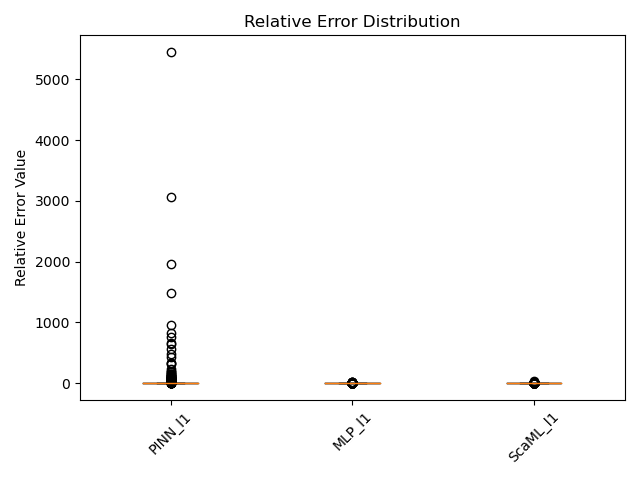 Relative Error Distribution
Relative Error Value
5000
4000
3000
2000
1000
0
PINN_l1
MLP_l1
ScaML_l1